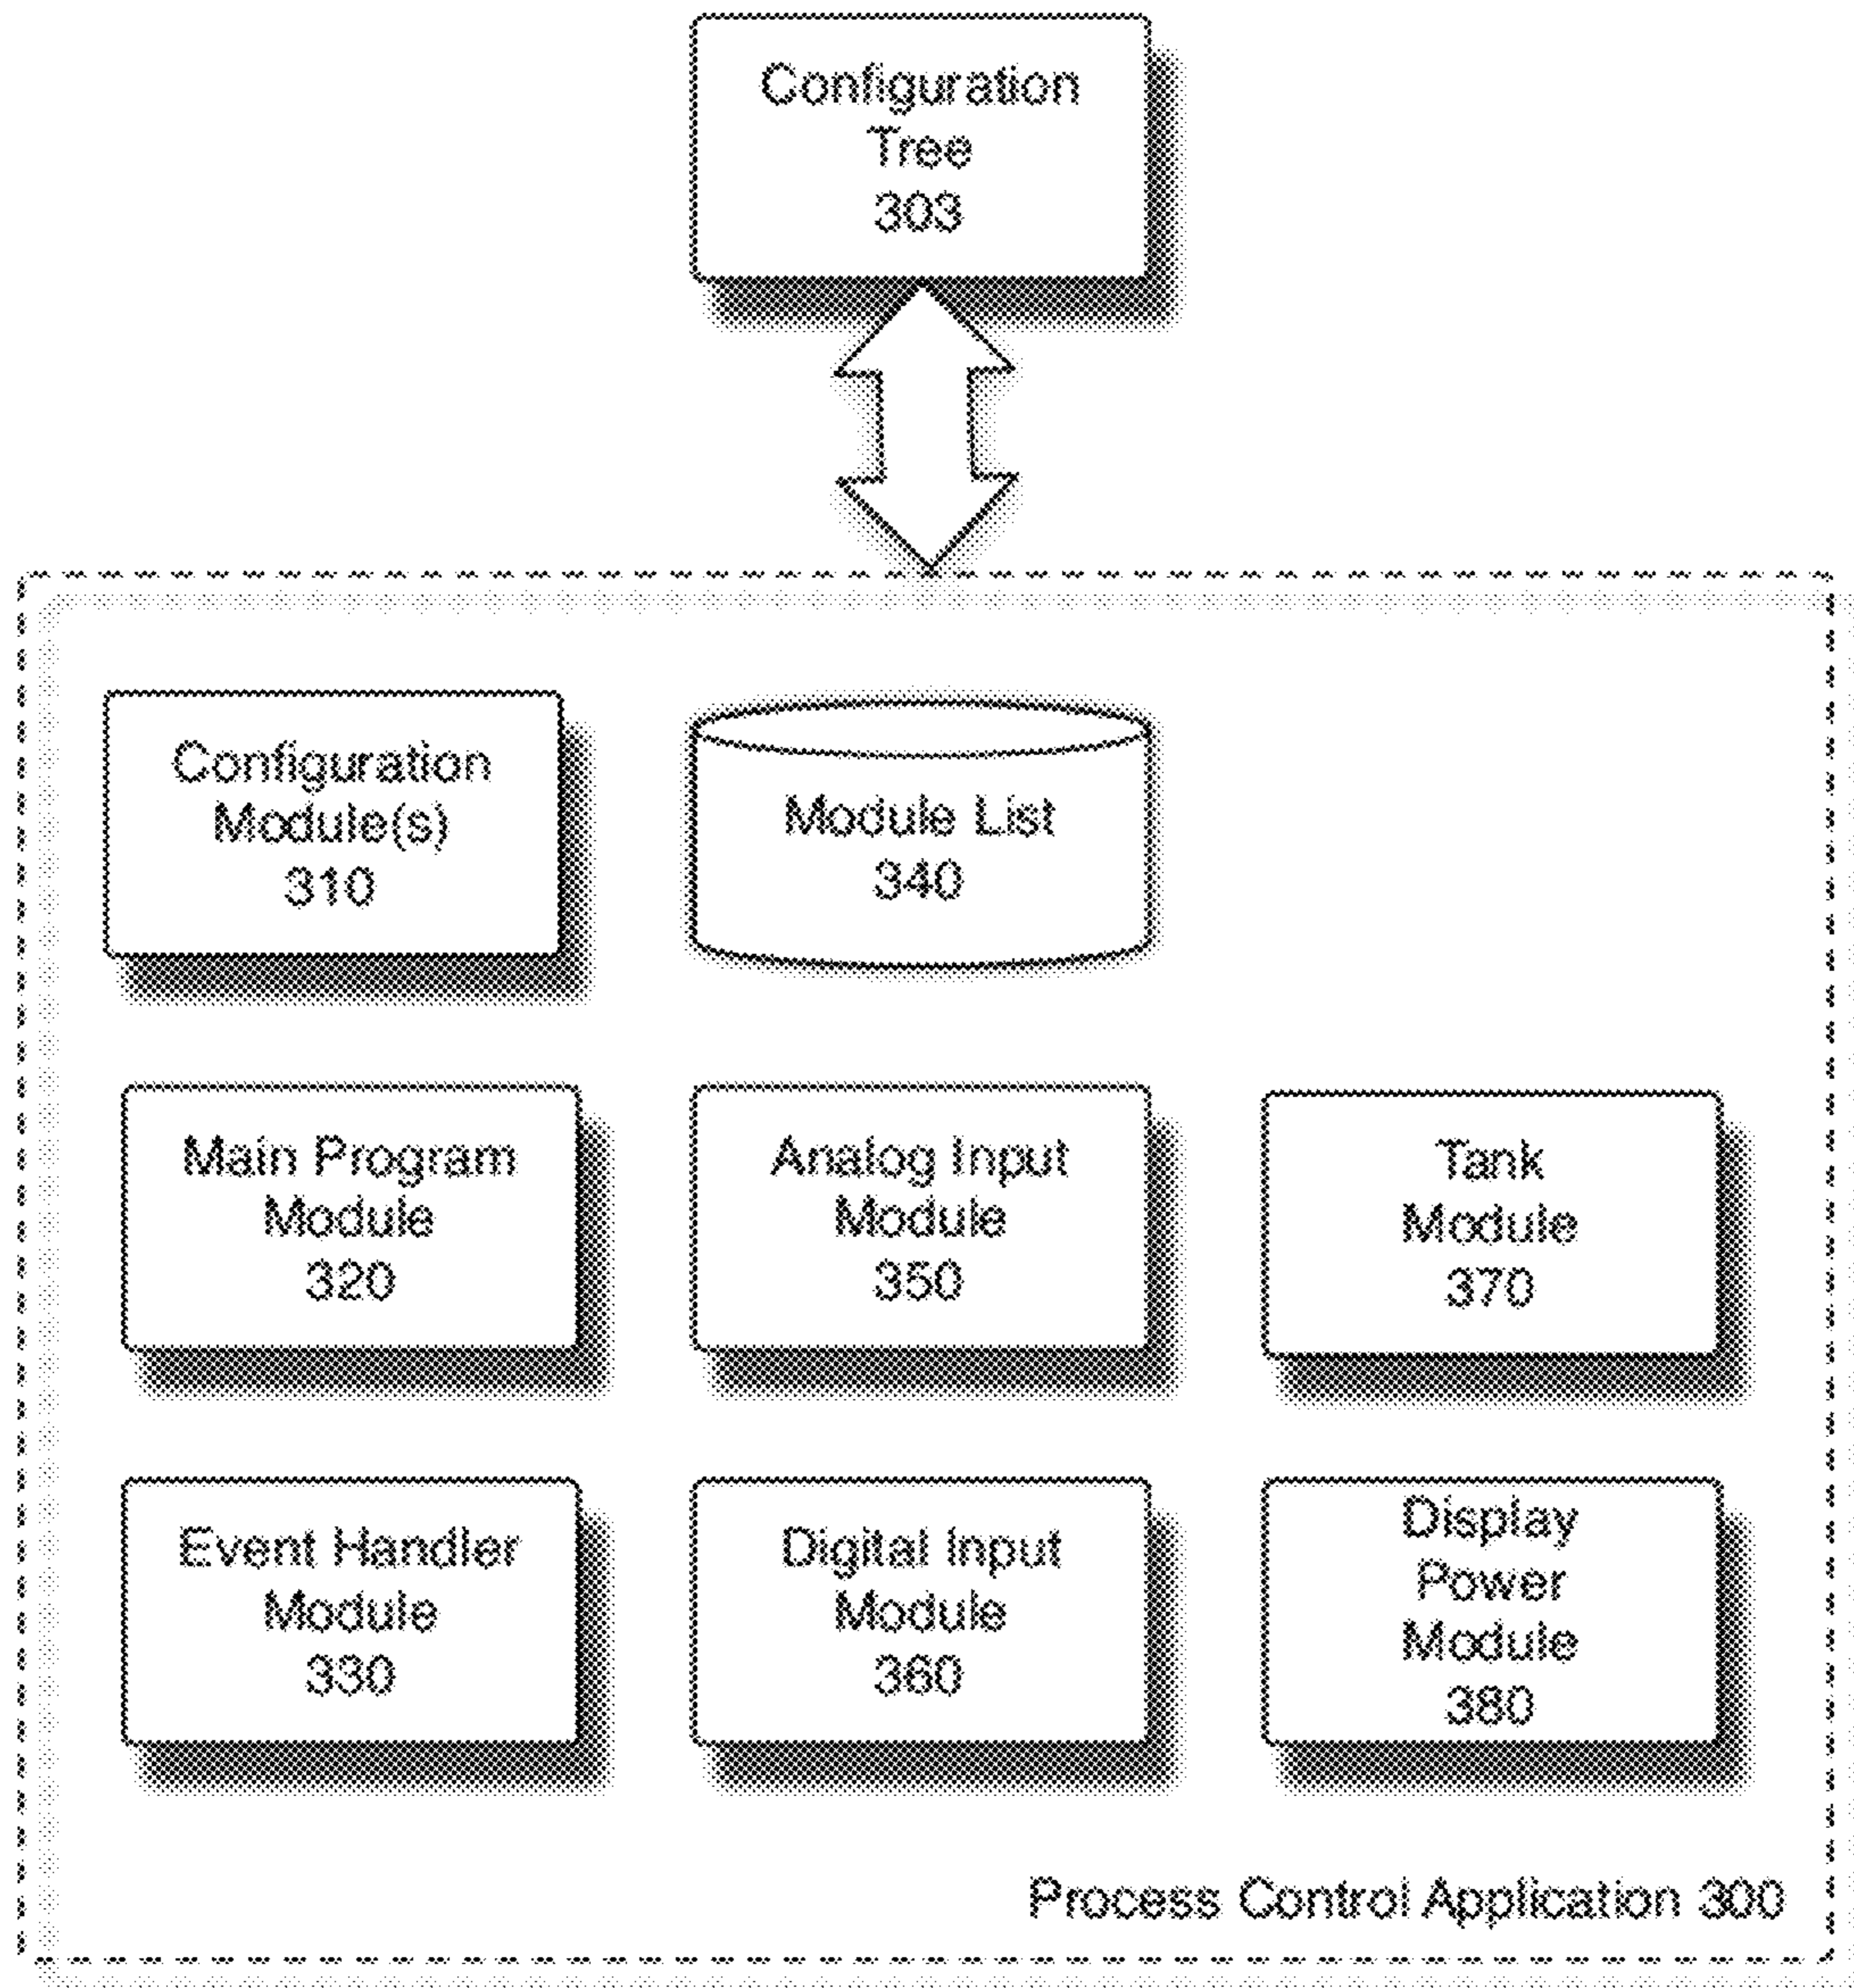 Configuration
Tree
303
Configuration
Module(s)
310
Module List
340
Main Program
Module
320
Analog Input
Module
350
Tank
Module
370
Event Handler
Module
330
Digital Input
Module
360
Display
Power
Module
380
Process Control Application 300